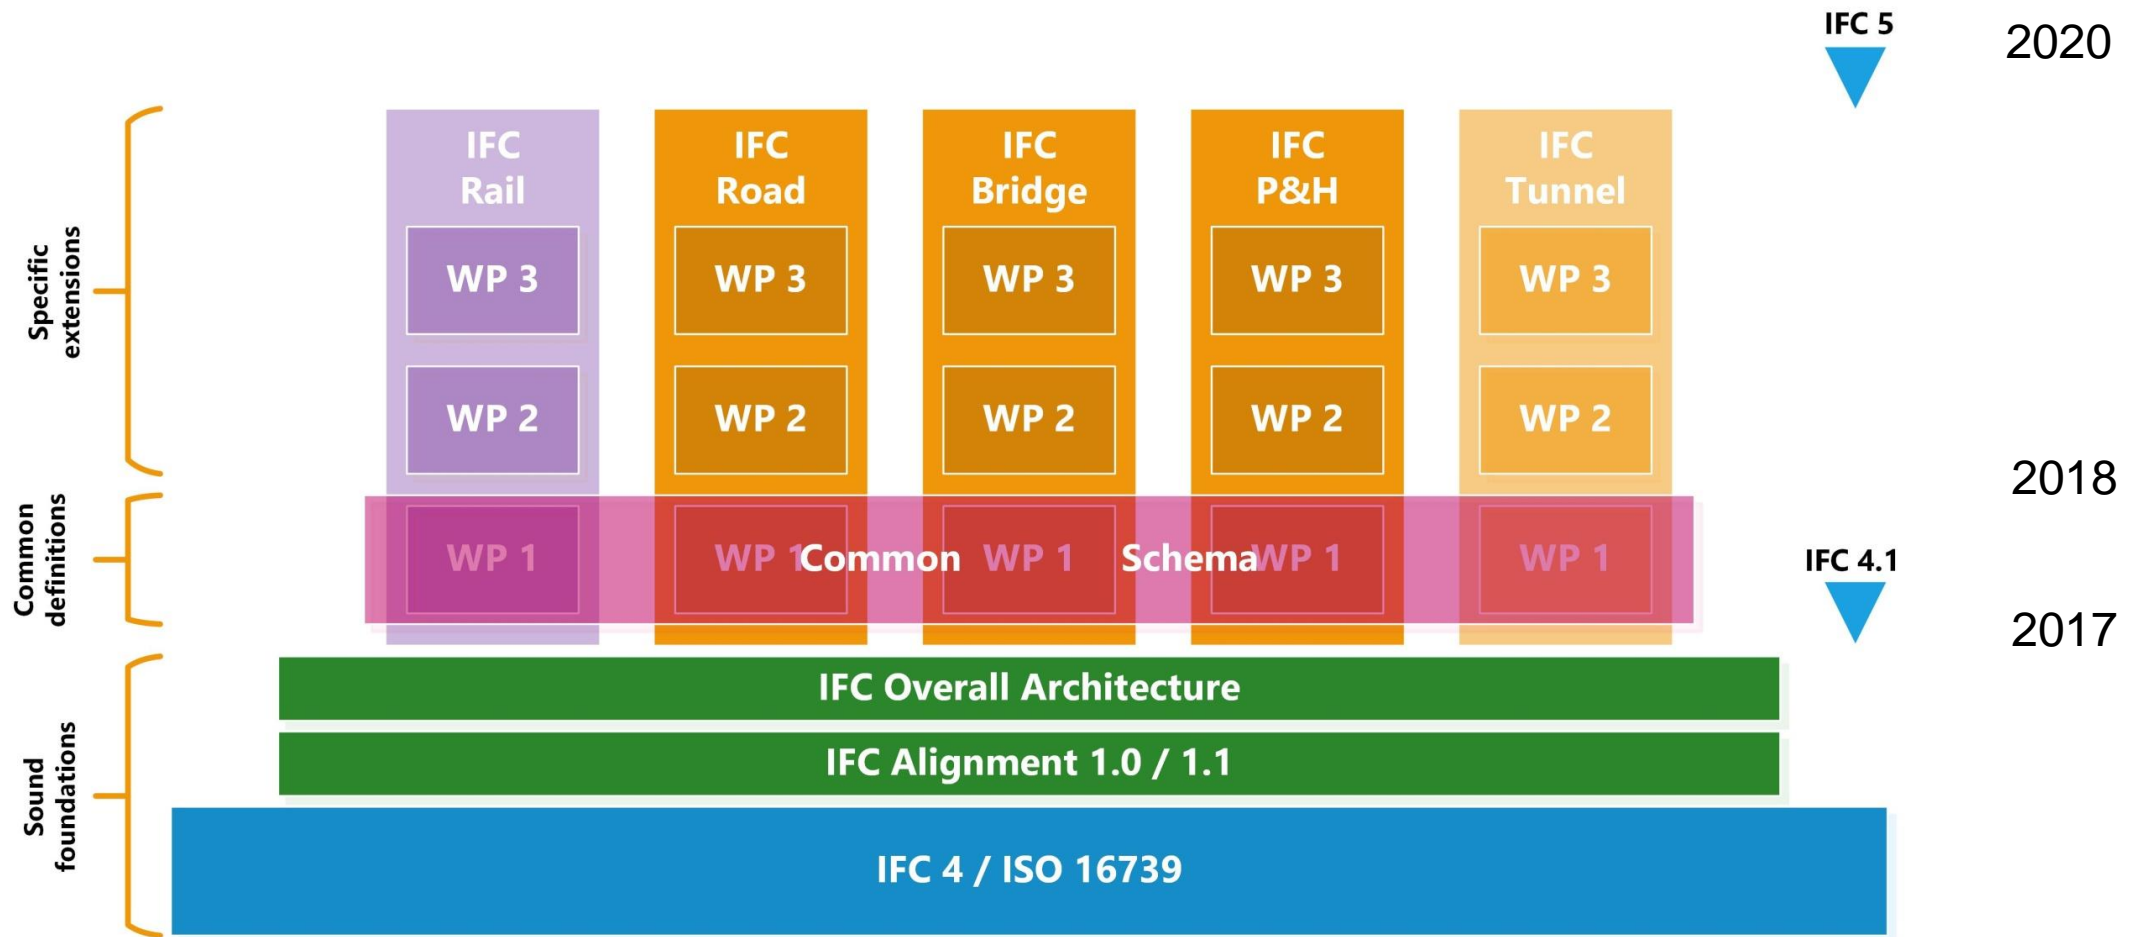 IFC 5
2020
IFC
Rail
IFC
Road
IFC
Bridge
IFC
P&H
IFC
Tunnel
Specific
extensions
WP 3
WP 3
WP 3
WP 3
WP 3
WP 2
WP 2
WP 2
WP 2
WP 2
2018
Common
definitions
WP 1
WP 1
WP 1
WP 1
WP 1
Common Schema
IFC 4.1
2017
Sound
foundations
IFC Overall Architecture
IFC Alignment 1.0 / 1.1
IFC 4 / ISO 16739